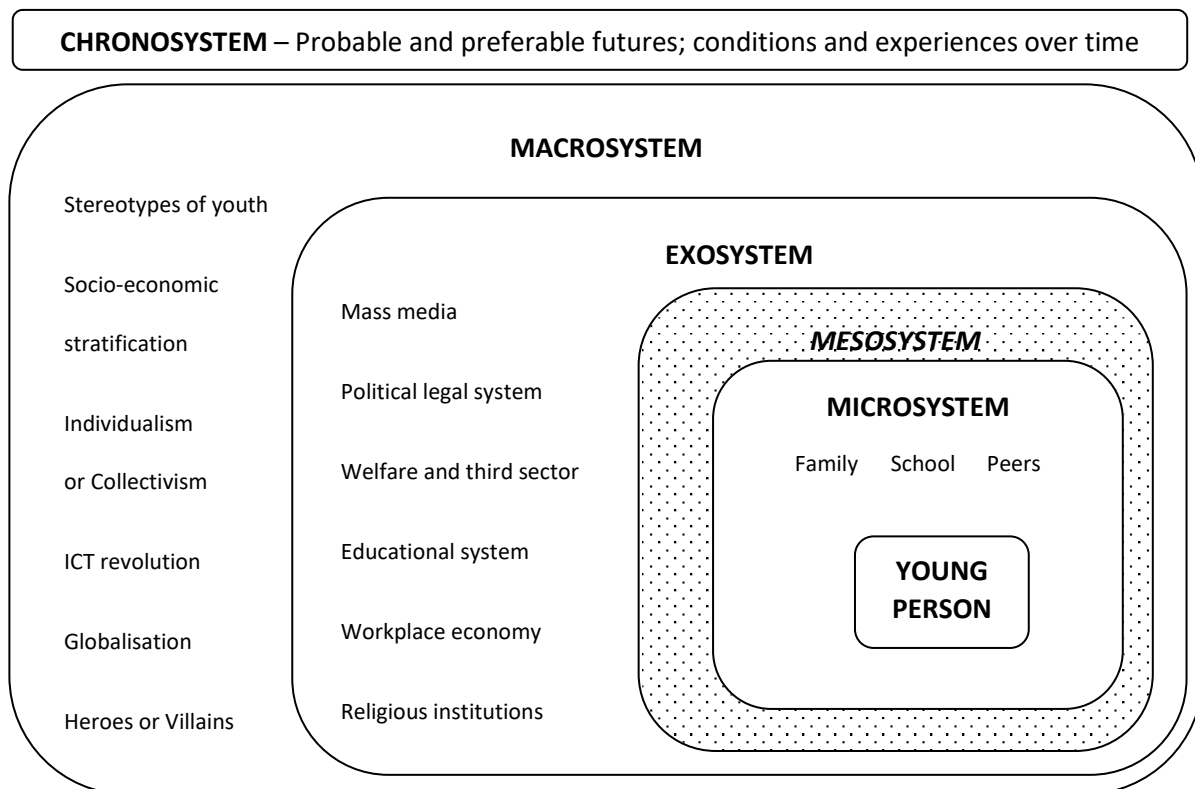 CHRONOSYSTEM – Probable and preferable futures; conditions and experiences over time
MACROSYSTEM
Stereotypes of youth
Socio-economic
stratification
Individualism
or Collectivism
ICT revolution
Globalisation
Heroes or Villains
EXOSYSTEM
Mass media
Political legal system
Welfare and third sector
Educational system
Workplace economy
Religious institutions
MESOSYSTEM
MICROSYSTEM
Family School Peers
YOUNG
PERSON